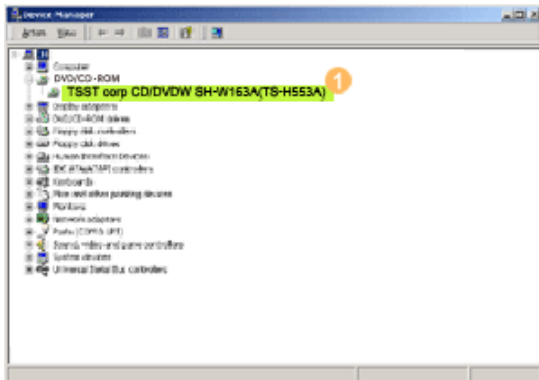 Device Manager
Action View
Computer
DVD/CD-ROM
TSST corp CD/DVDW SH-W163A(TS-H553A)
1
Display adapters
DVD/CD-ROM drives
Floppy disk controllers
Floppy disk drives
Human Interface Devices
IDE ATA/ATAPI controllers
Keyboards
Mice and other pointing devices
Monitors
Network adapters
Ports (COM & LPT)
Sound, video and game controllers
System devices
Universal Serial Bus controllers